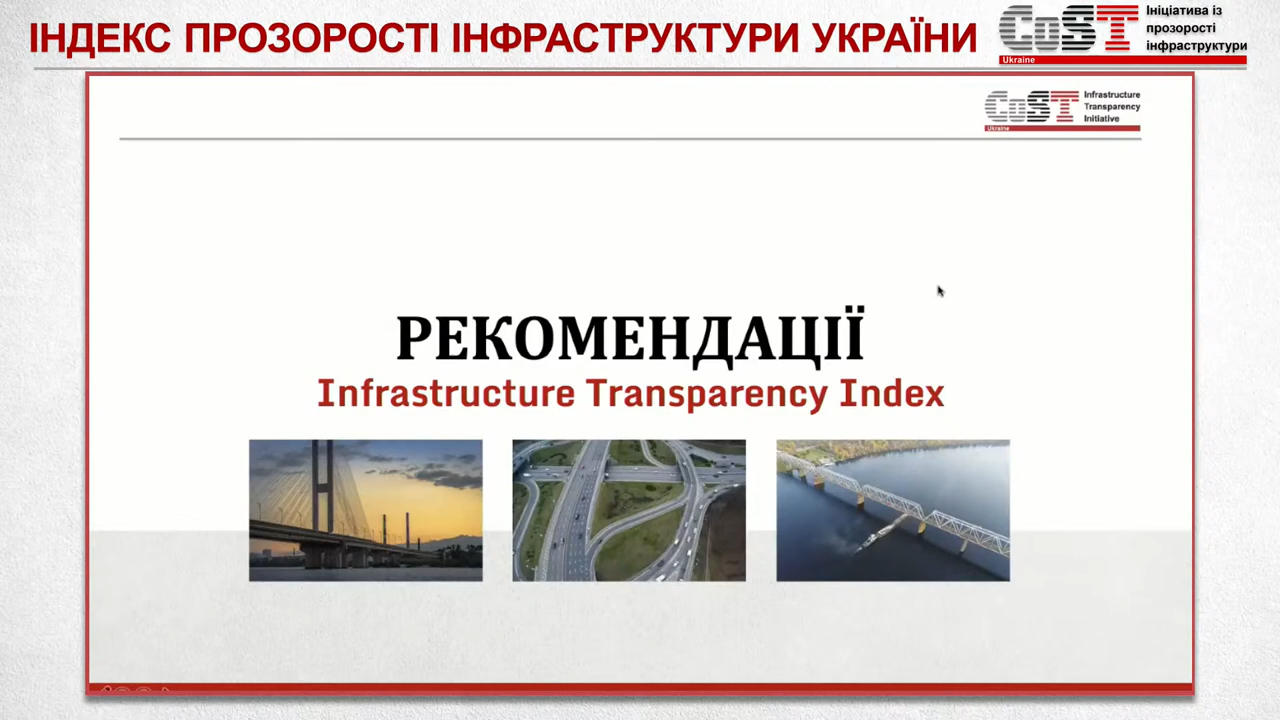 ІНДЕКС ПРОЗОРОСТІ ІНФРАСТРУКТУРИ УКРАЇНИ
CoST
Ukraine
Ініціатива із
прозорості
інфраструктури
CoST
Ukraine
Infrastructure
Transparency
Initiative
РЕКОМЕНДАЦІЇ
Infrastructure Transparency Index